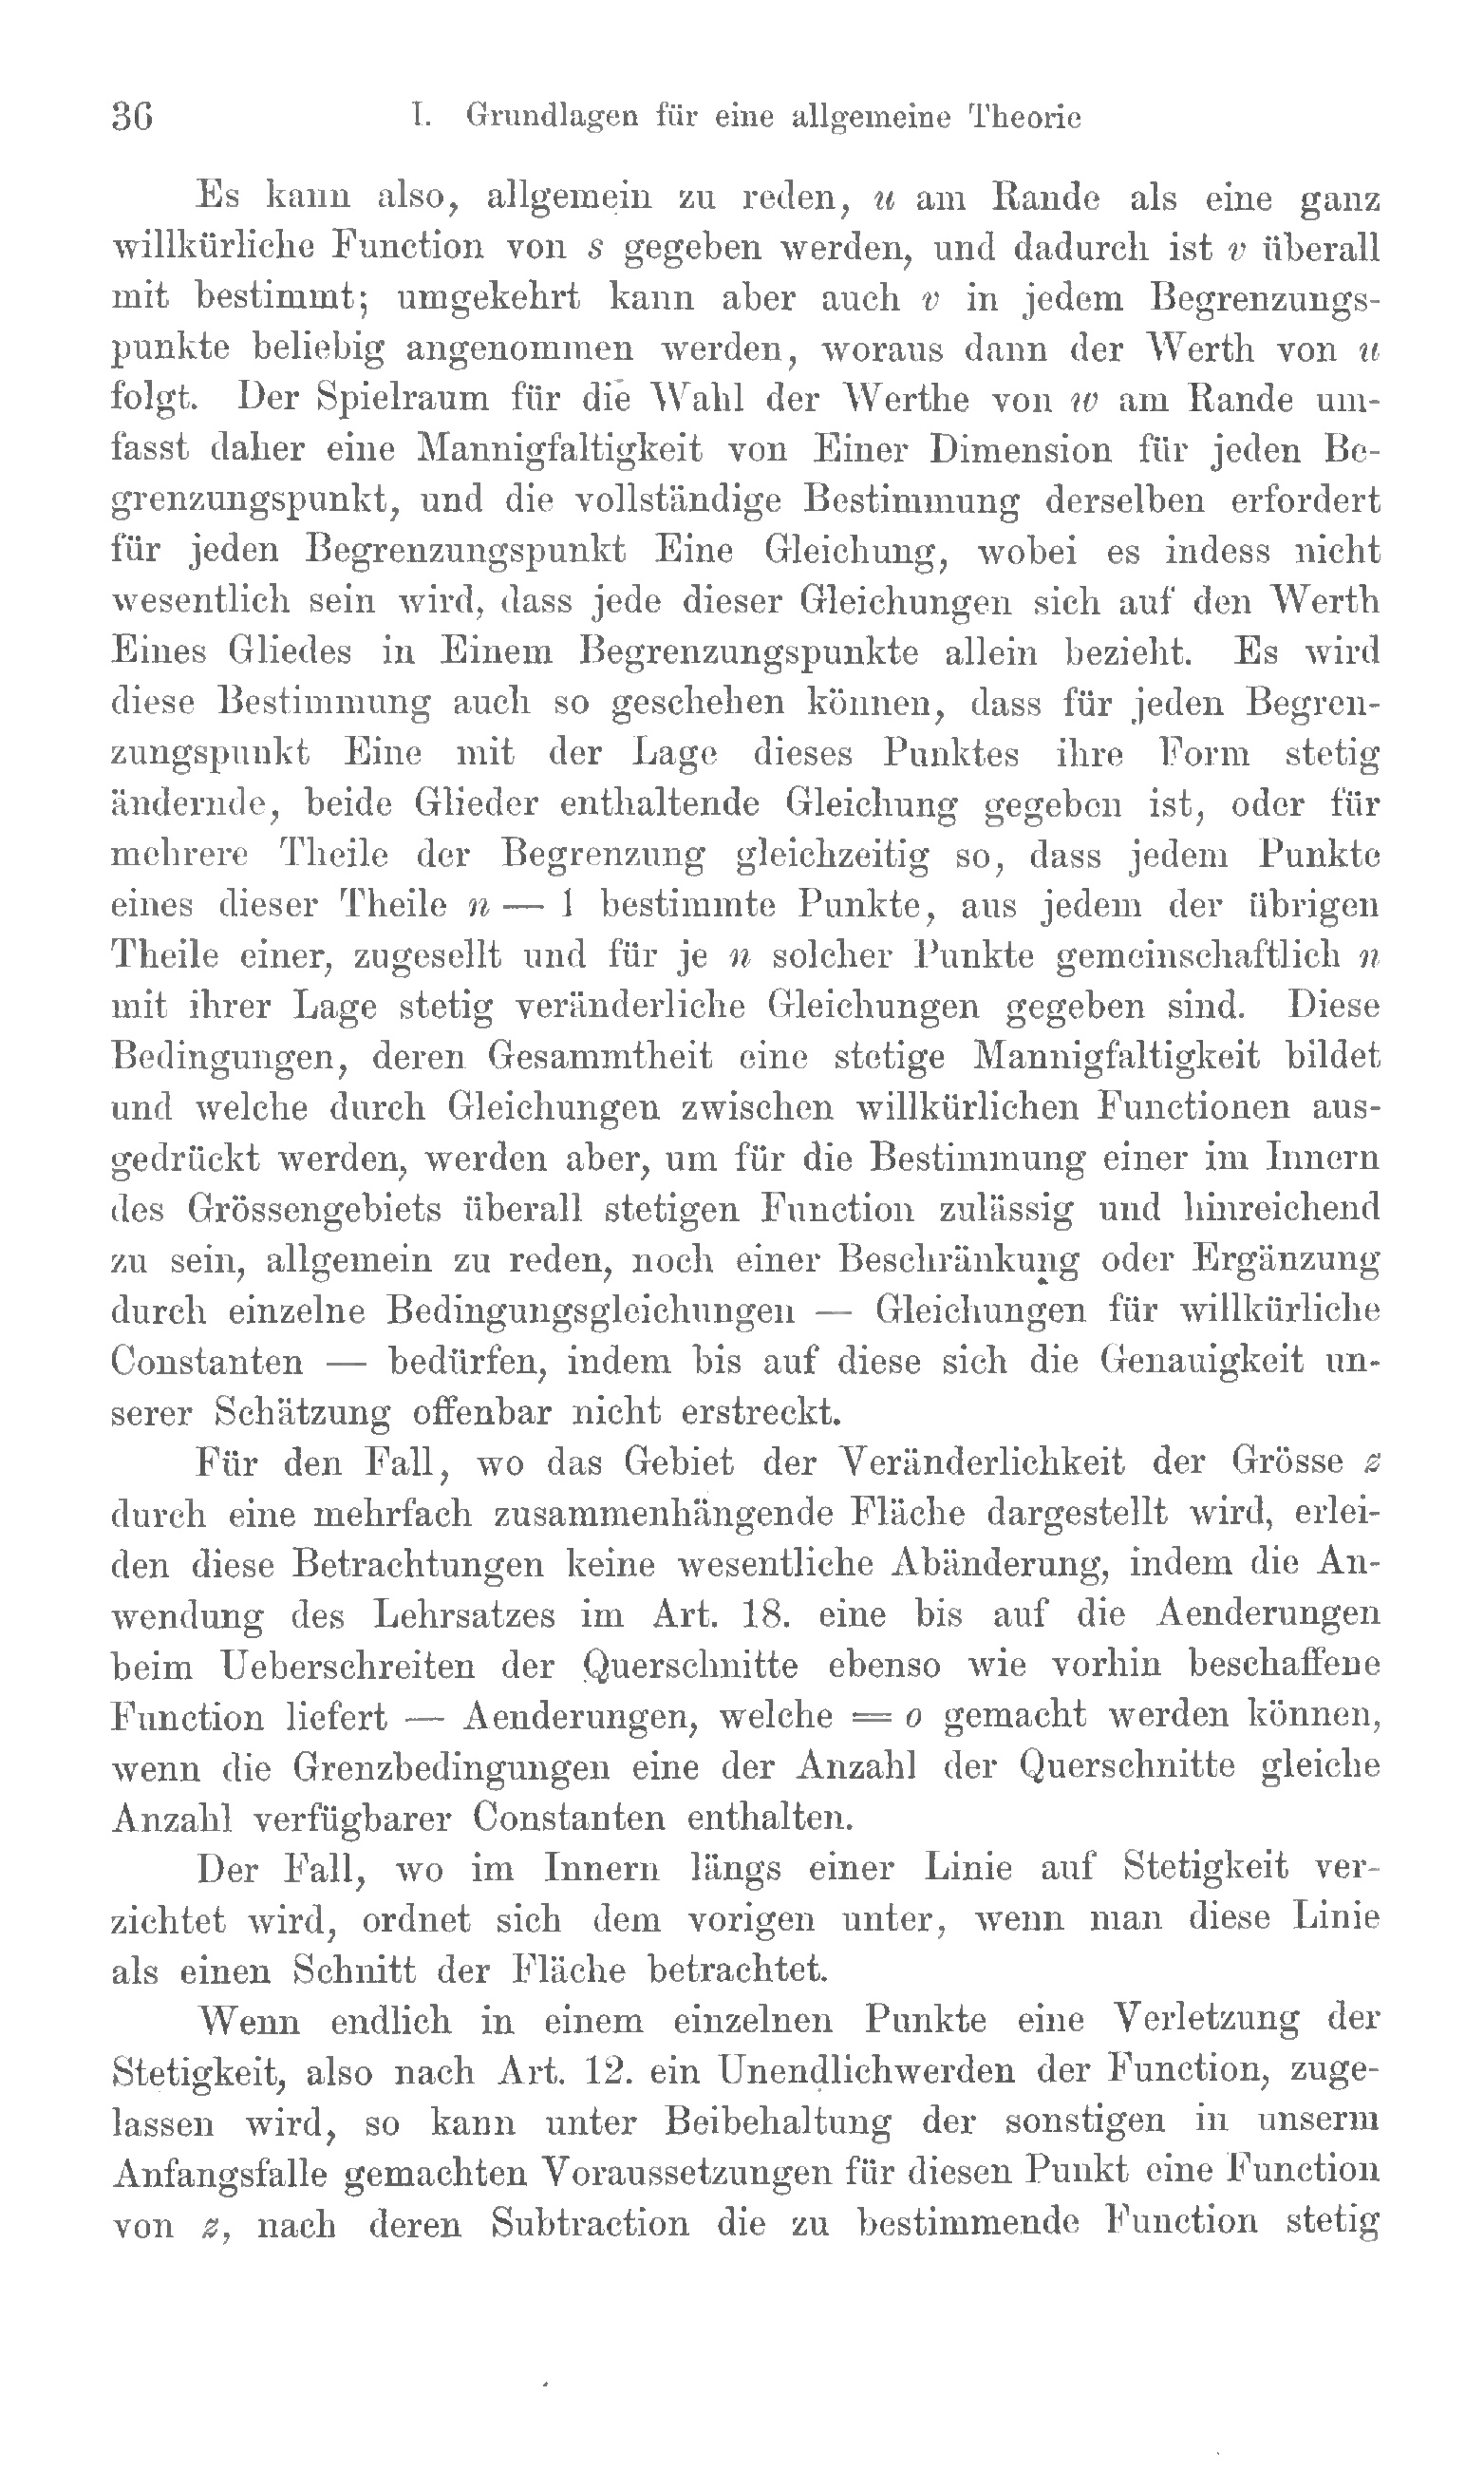 36 I. Grundlagen für eine allgemeine Theorie
Es kann also, allgemein zu reden, u am Rande als eine ganz
willkürliche Function von s gegeben werden, und dadurch ist v überall
mit bestimmt; umgekehrt kann aber auch v in jedem Begrenzungs-
punkte beliebig angenommen werden, woraus dann der Werth von u
folgt. Der Spielraum für die Wahl der Werthe von w am Rande um-
fasst daher eine Mannigfaltigkeit von Einer Dimension für jeden Be-
grenzungspunkt, und die vollständige Bestimmung derselben erfordert
für jeden Begrenzungspunkt Eine Gleichung, wobei es indess nicht
wesentlich sein wird, dass jede dieser Gleichungen sich auf den Werth
Eines Gliedes in Einem Begrenzungspunkte allein bezieht. Es wird
diese Bestimmung auch so geschehen können, dass für jeden Begren-
zungspunkt Eine mit der Lage dieses Punktes ihre Form stetig
ändernde, beide Glieder enthaltende Gleichung gegeben ist, oder für
mehrere Theile der Begrenzung gleichzeitig so, dass jedem Punkte
eines dieser Theile n — 1 bestimmte Punkte, aus jedem der übrigen
Theile einer, zugesellt und für je n solcher Punkte gemeinschaftlich n
mit ihrer Lage stetig veränderliche Gleichungen gegeben sind. Diese
Bedingungen, deren Gesammtheit eine stetige Mannigfaltigkeit bildet
und welche durch Gleichungen zwischen willkürlichen Functionen aus-
gedrückt werden, werden aber, um für die Bestimmung einer im Innern
des Grössengebiets überall stetigen Function zulässig und hinreichend
zu sein, allgemein zu reden, noch einer Beschränkung oder Ergänzung
durch einzelne Bedingungsgleichungen — Gleichungen für willkürliche
Constanten — bedürfen, indem bis auf diese sich die Genauigkeit un-
serer Schätzung offenbar nicht erstreckt.
Für den Fall, wo das Gebiet der Veränderlichkeit der Grösse z
durch eine mehrfach zusammenhängende Fläche dargestellt wird, erlei-
den diese Betrachtungen keine wesentliche Abänderung, indem die An-
wendung des Lehrsatzes im Art. 18. eine bis auf die Aenderungen
beim Ueberschreiten der Querschnitte ebenso wie vorhin beschaffene
Function liefert — Aenderungen, welche = o gemacht werden können,
wenn die Grenzbedingungen eine der Anzahl der Querschnitte gleiche
Anzahl verfügbarer Constanten enthalten.
Der Fall, wo im Innern längs einer Linie auf Stetigkeit ver-
zichtet wird, ordnet sich dem vorigen unter, wenn man diese Linie
als einen Schnitt der Fläche betrachtet.
Wenn endlich in einem einzelnen Punkte eine Verletzung der
Stetigkeit, also nach Art. 12. ein Unendlichwerden der Function, zuge-
lassen wird, so kann unter Beibehaltung der sonstigen in unserm
Anfangsfalle gemachten Voraussetzungen für diesen Punkt eine Function
von z, nach deren Subtraction die zu bestimmende Function stetig